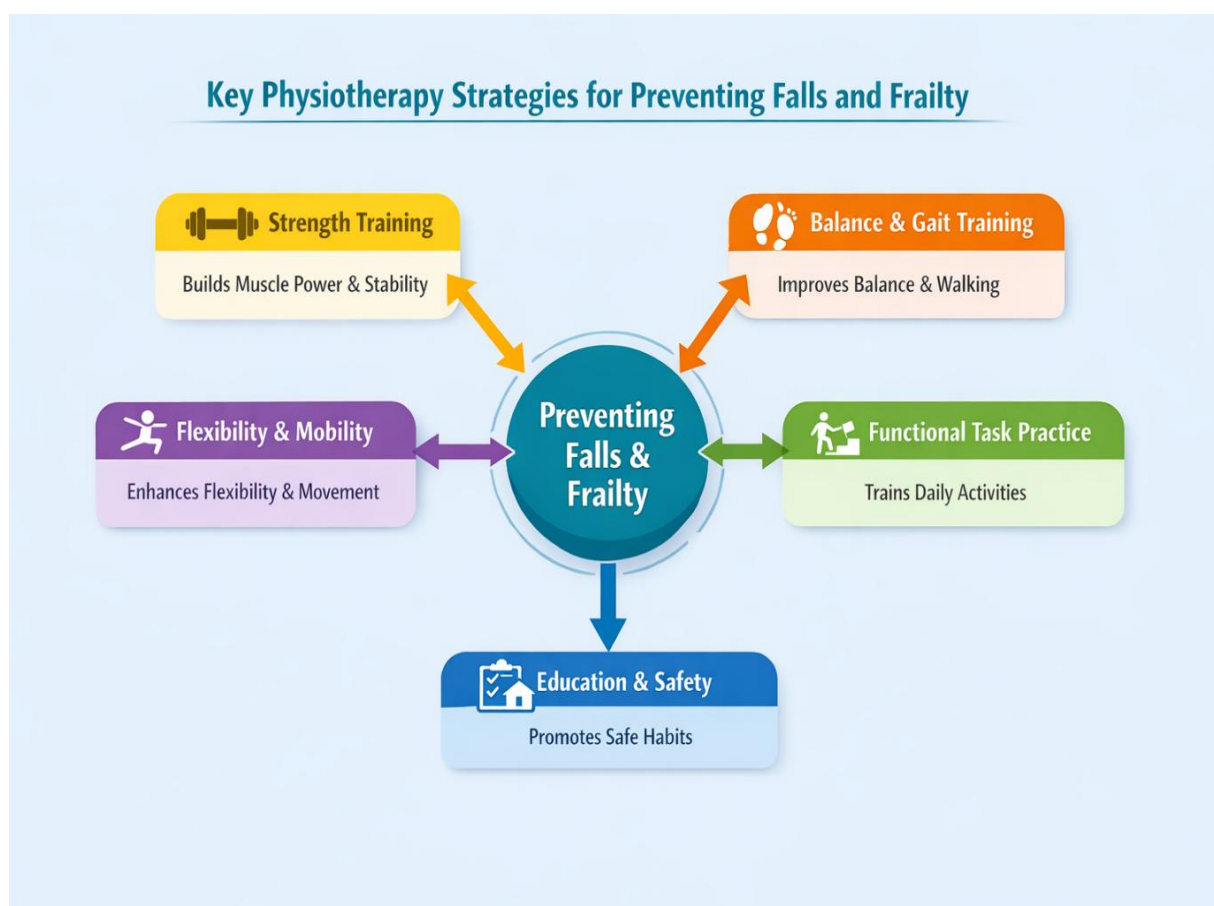 Key Physiotherapy Strategies for Preventing Falls and Frailty
Strength Training
Builds Muscle Power & Stability
Balance & Gait Training
Improves Balance & Walking
Flexibility & Mobility
Enhances Flexibility & Movement
Preventing
Falls &
Frailty
Functional Task Practice
Trains Daily Activities
Education & Safety
Promotes Safe Habits